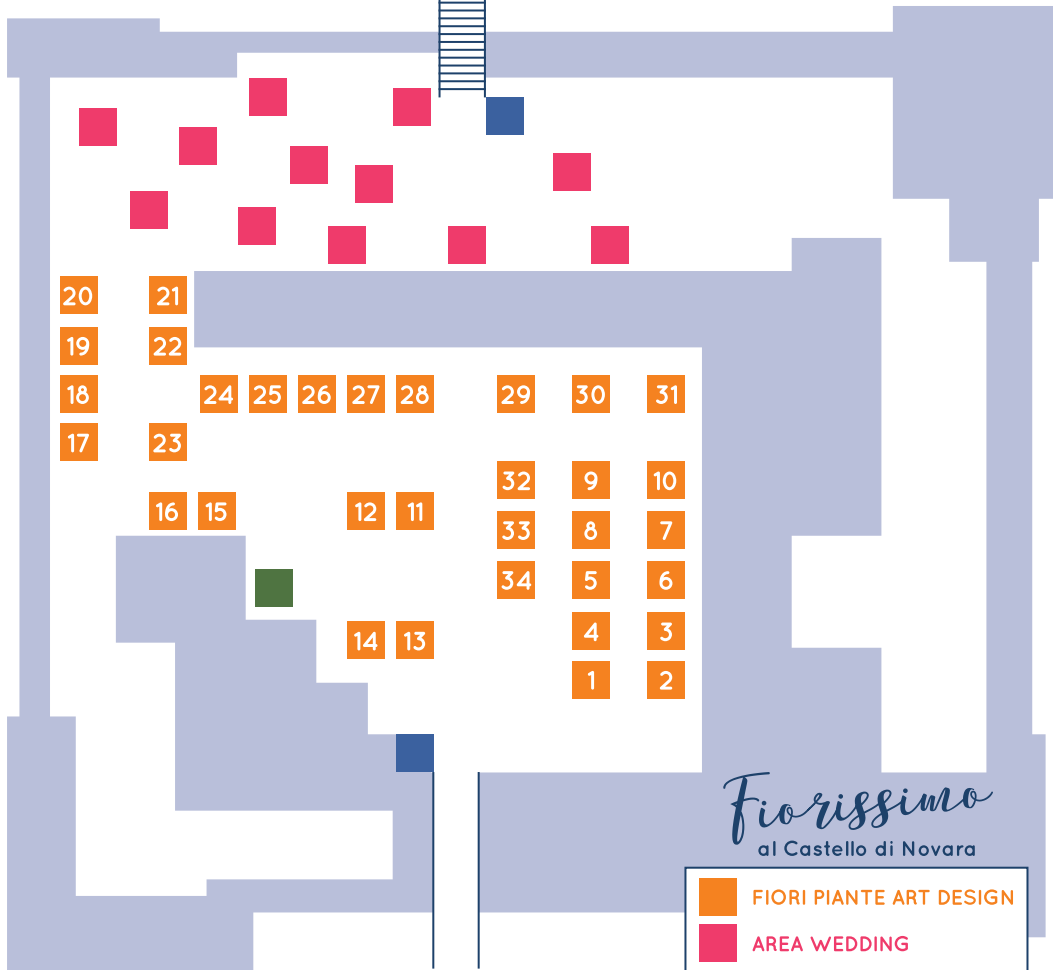 20 21
19 22
18 24 25 26 27 28 29 30 31
17 23
32 9 10
16 15 12 11
33 8 7
34 5 6
14 13 4 3
1 2
Fiorissimo
al Castello di Novara
FIORI PIANTE ART DESIGN
AREA WEDDING